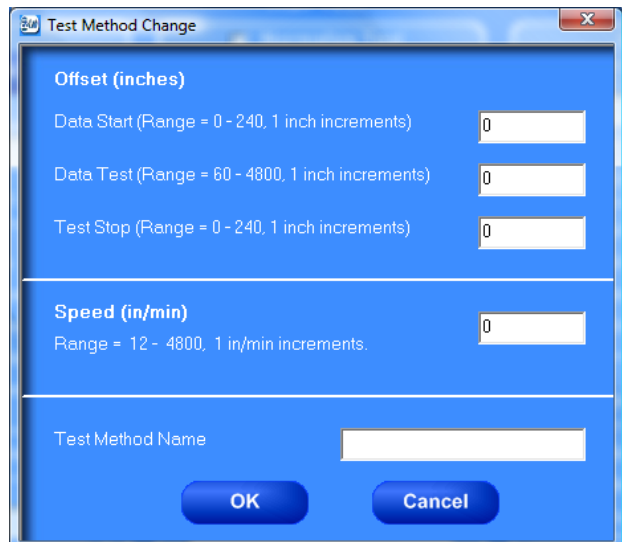 Test Method Change
Offset (inches)
Data Start (Range = 0 - 240, 1 inch increments)
0
Data Test (Range = 60 - 4800, 1 inch increments)
0
Test Stop (Range = 0 - 240, 1 inch increments)
0
Speed (in/min)
0
Range = 12 - 4800, 1 in/min increments.
Test Method Name
OK Cancel